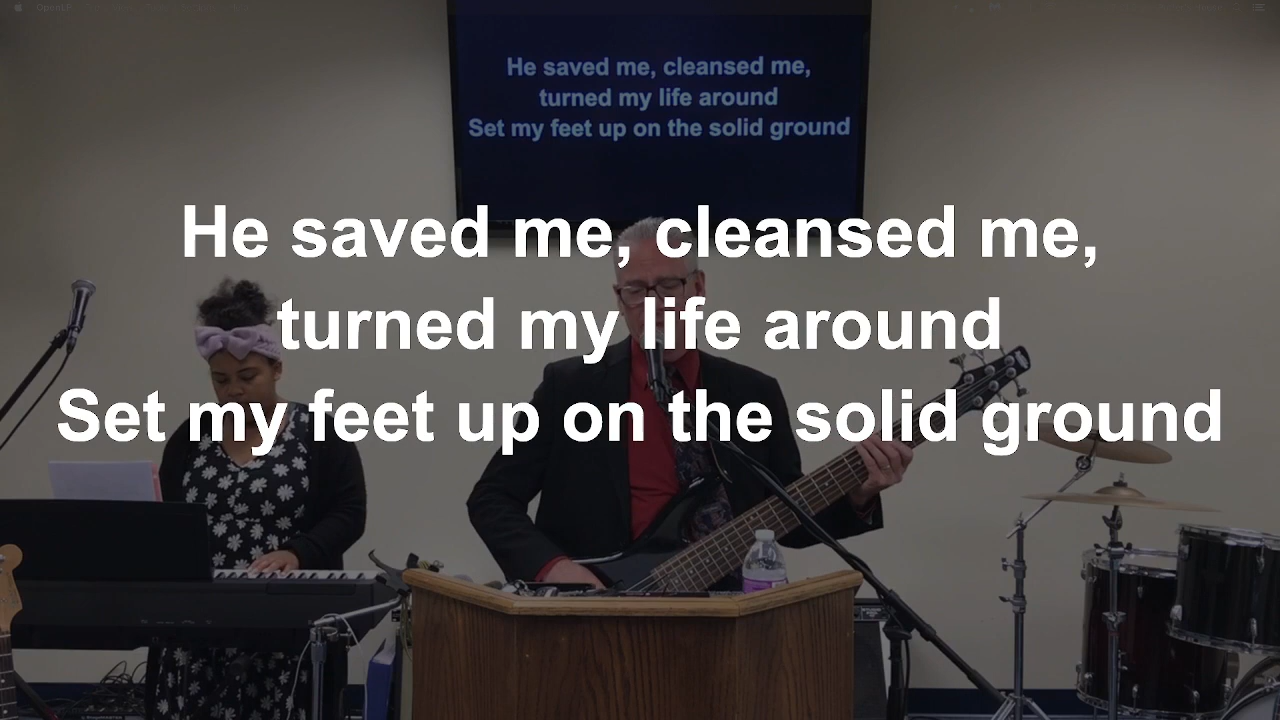 He saved me, cleansed me,
turned my life around
Set my feet up on the solid ground
He saved me, cleansed me,
turned my life around
Set my feet up on the solid ground